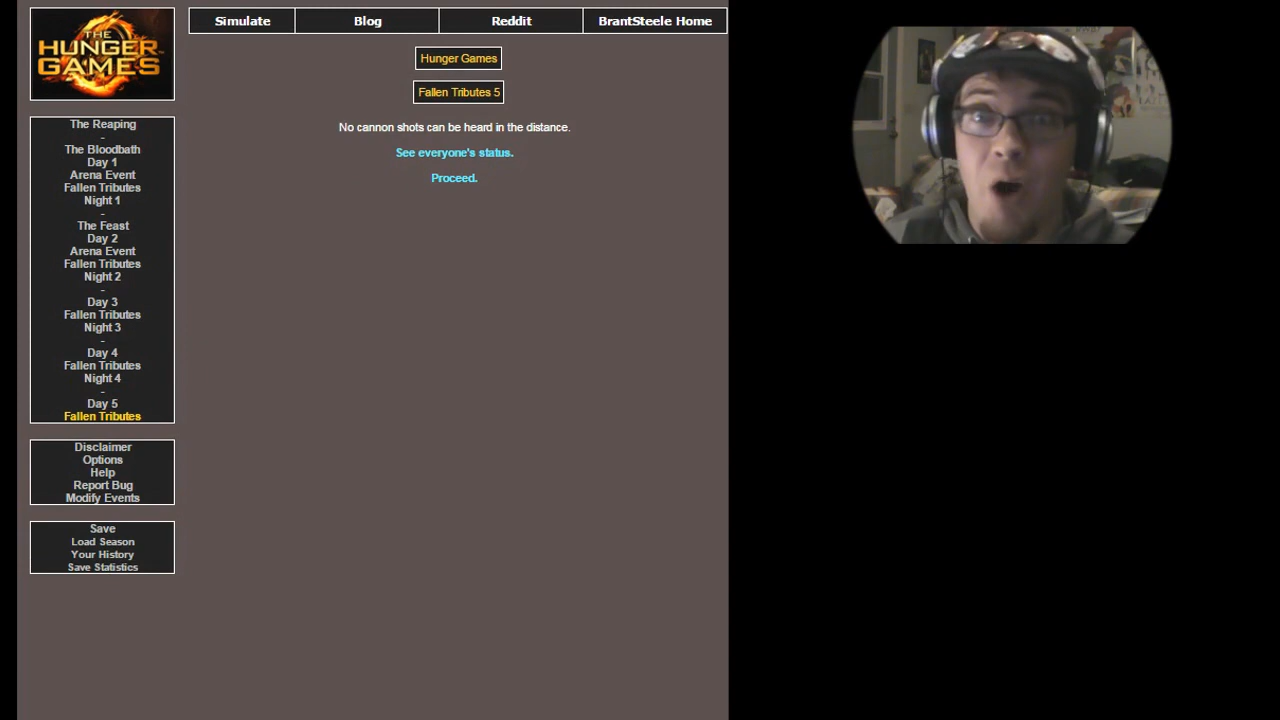 THE
HUNGER
GAMES
Simulate
Blog
Reddit
BrantSteele Home
Hunger Games
Fallen Tributes 5
No cannon shots can be heard in the distance.
See everyone's status.
Proceed.
The Reaping
-
The Bloodbath
Day 1
Arena Event
Fallen Tributes
Night 1
-
The Feast
Day 2
Arena Event
Fallen Tributes
Night 2
-
Day 3
Fallen Tributes
Night 3
-
Day 4
Fallen Tributes
Night 4
-
Day 5
Fallen Tributes
Disclaimer
Options
Help
Report Bug
Modify Events
Save
Load Season
Your History
Save Statistics